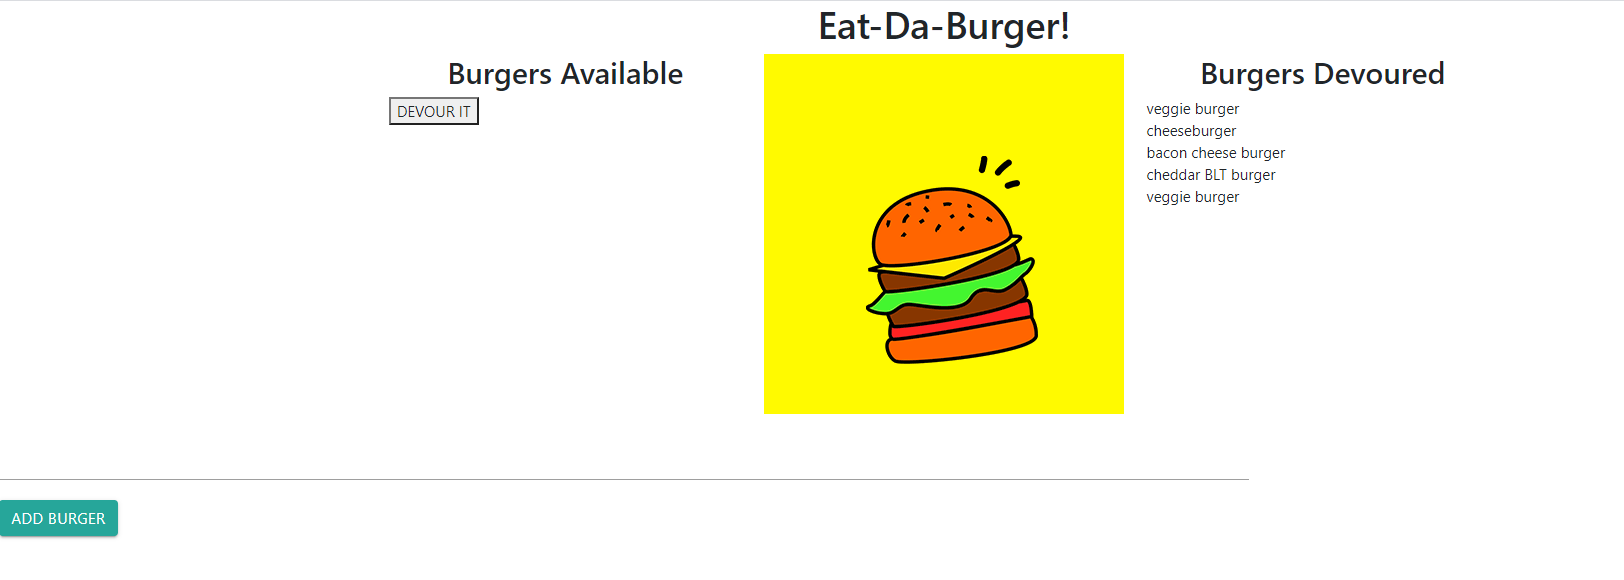 Eat-Da-Burger!
Burgers Available
DEVOUR IT
Burgers Devoured
veggie burger
cheeseburger
bacon cheese burger
cheddar BLT burger
veggie burger
ADD BURGER